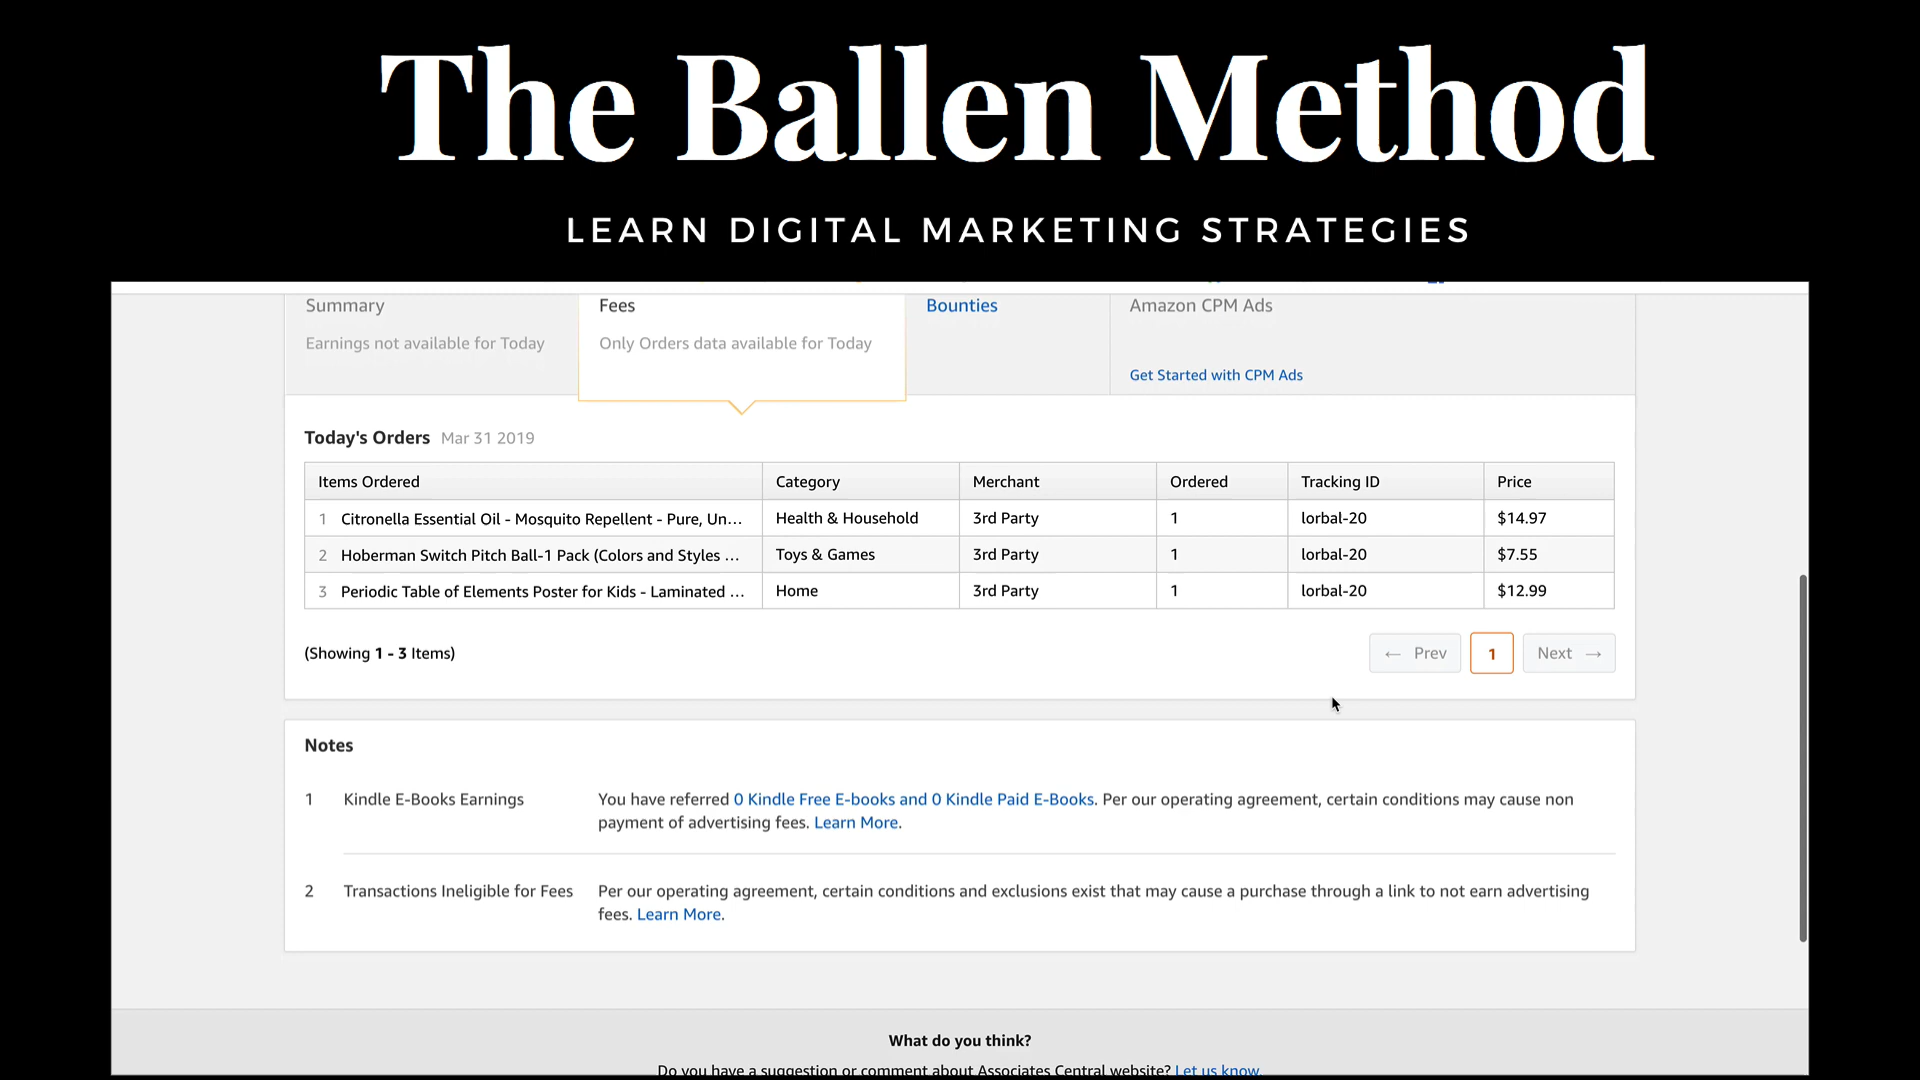 The Ballen Method
LEARN DIGITAL MARKETING STRATEGIES
Summary Fees Bounties Amazon CPM Ads
Earnings not available for Today Only Orders data available for Today
Get Started with CPM Ads
Today's Orders Mar 31 2019
Items Ordered Category Merchant Ordered Tracking ID Price
1 Citronella Essential Oil - Mosquito Repellent - Pure, Un... Health & Household 3rd Party 1 lorbal-20 $14.97
2 Hoberman Switch Pitch Ball-1 Pack (Colors and Styles ... Toys & Games 3rd Party 1 lorbal-20 $7.55
3 Periodic Table of Elements Poster for Kids - Laminated ... Home 3rd Party 1 lorbal-20 $12.99
(Showing 1 - 3 Items) ← Prev 1 Next →
Notes
1 Kindle E-Books Earnings You have referred 0 Kindle Free E-books and 0 Kindle Paid E-Books. Per our operating agreement, certain conditions may cause non
payment of advertising fees. Learn More.
2 Transactions Ineligible for Fees Per our operating agreement, certain conditions and exclusions exist that may cause a purchase through a link to not earn advertising
fees. Learn More.
What do you think?
Do you have a suggestion or comment about Associates Central website? Let us know.